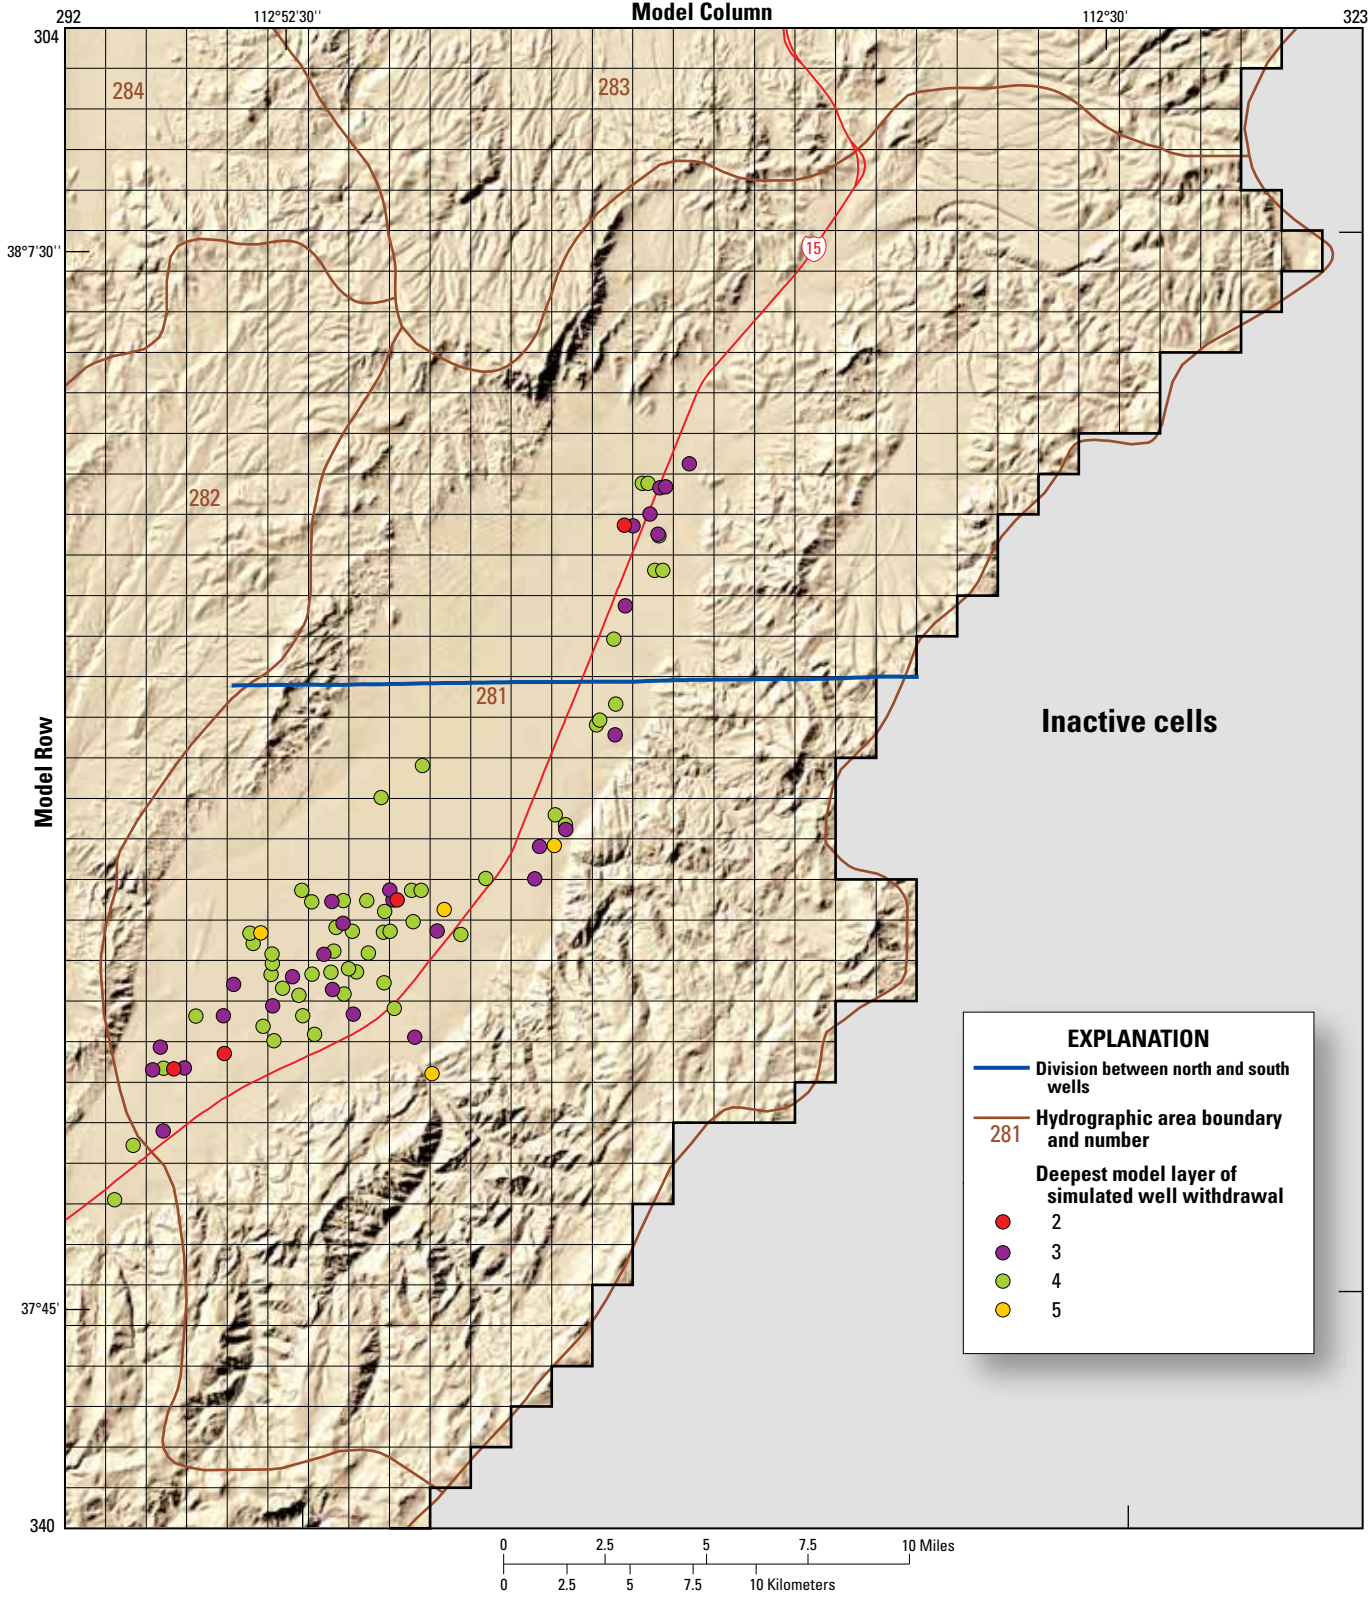 Model Column
292
112°52'30''
112°30'
323
304
284
283
38°7'30''
15
282
281
Model Row
Inactive cells
EXPLANATION
Division between north and south
wells
Hydrographic area boundary
281
and number
Deepest model layer of
simulated well withdrawal
2
3
4
5
37°45'
340
0 2.5 5 7.5 10 Miles
0 2.5 5 7.5 10 Kilometers